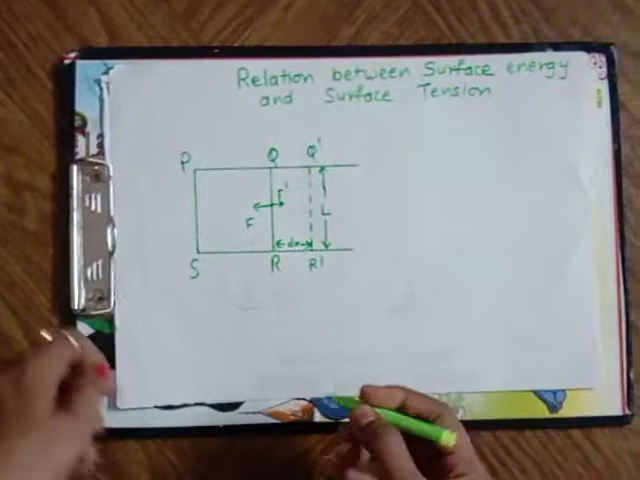 Relation between Surface energy
and Surface Tension
P Q Q'
F' L
F
dx
S R R'